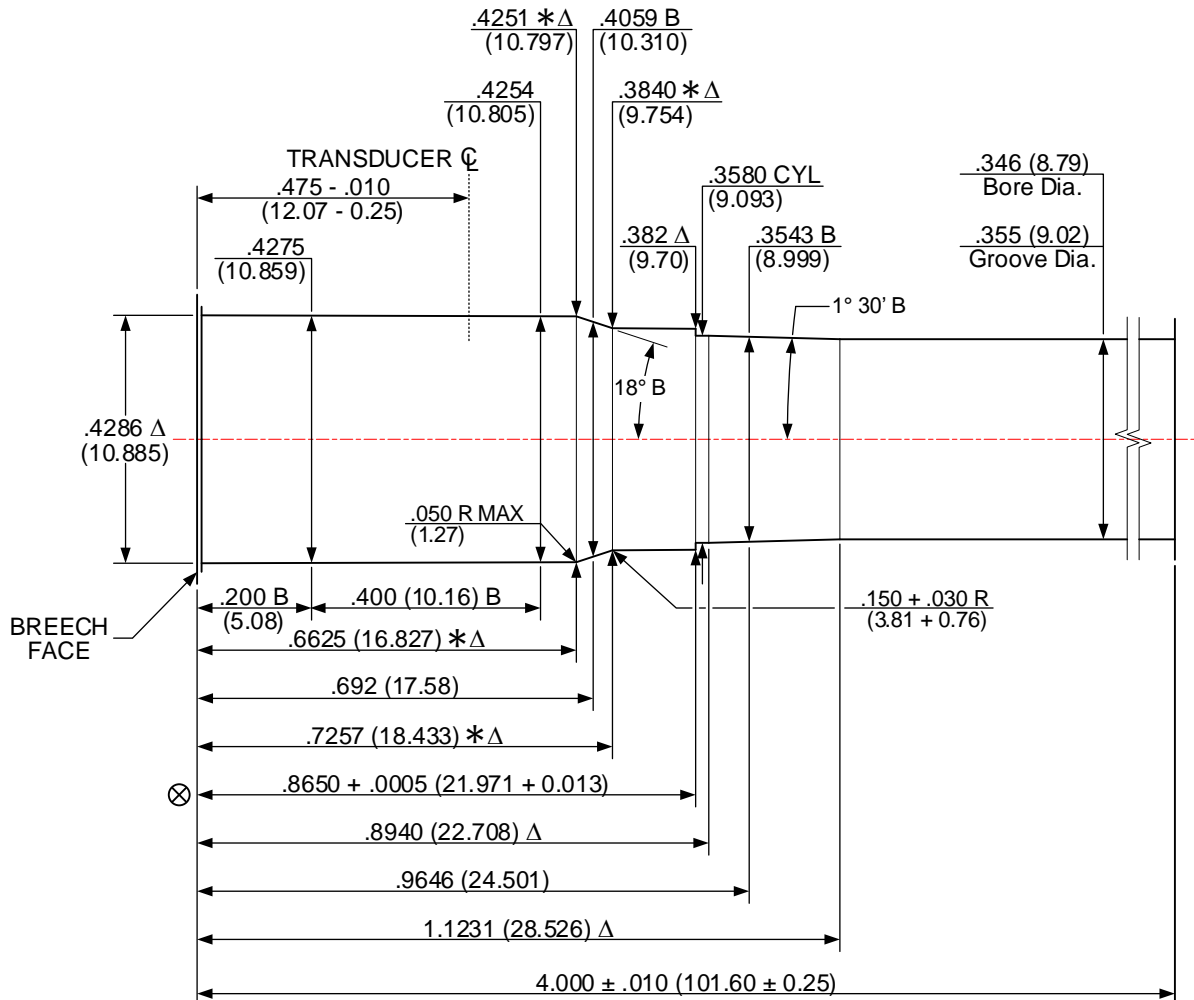 .4251 ∗Δ
(10.797)
.4059 B
(10.310)
.4254
(10.805)
.3840 ∗Δ
(9.754)
TRANSDUCER ℄
.475 - .010
(12.07 - 0.25)
.3580 CYL
(9.093)
.346 (8.79)
Bore Dia.
.4275
(10.859)
.382 Δ
(9.70)
.3543 B
(8.999)
.355 (9.02)
Groove Dia.
1° 30’ B
18° B
.4286 Δ
(10.885)
.050 R MAX
(1.27)
.200 B
(5.08)
.400 (10.16) B
.150 + .030 R
(3.81 + 0.76)
BREECH
FACE
.6625 (16.827) ∗Δ
.692 (17.58)
.7257 (18.433) ∗Δ
⊗ .8650 + .0005 (21.971 + 0.013)
.8940 (22.708) Δ
.9646 (24.501)
1.1231 (28.526) Δ
4.000 ± .010 (101.60 ± 0.25)